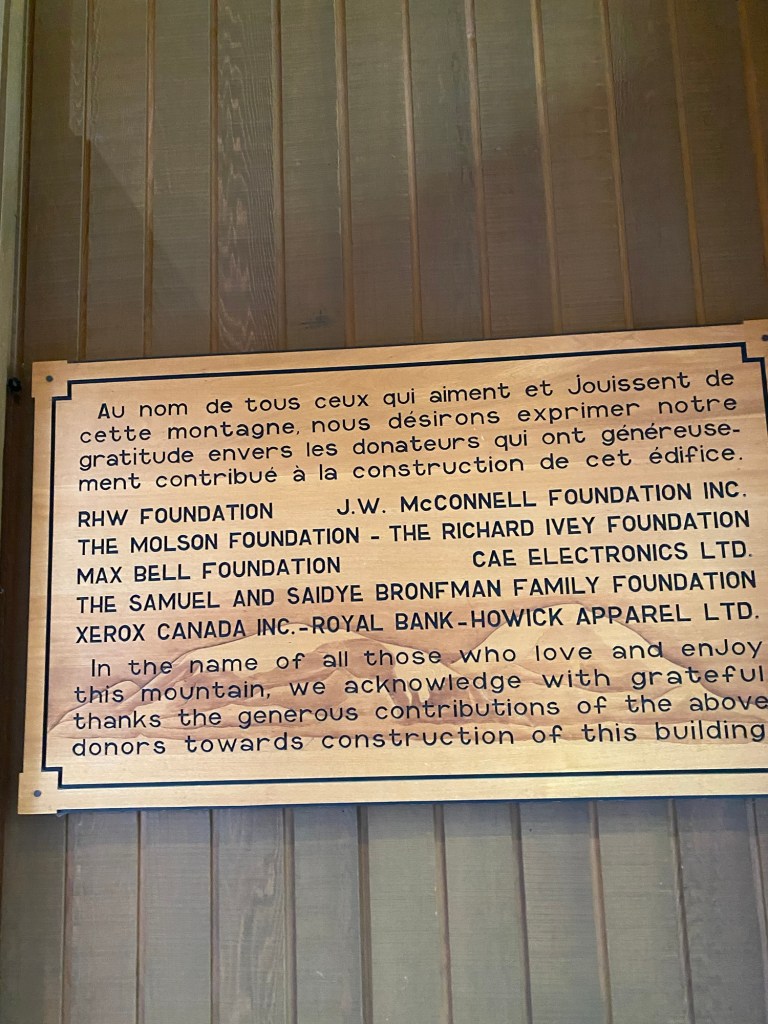 Au nom de tous ceux qui aiment et Jouissent de
cette montagne, nous désirons exprimer notre
gratitude envers les donateurs qui ont généreuse-
ment contribué à la construction de cet édifice.
RHW FOUNDATION J.W. McCONNELL FOUNDATION INC.
THE MOLSON FOUNDATION - THE RICHARD IVEY FOUNDATION
MAX BELL FOUNDATION CAE ELECTRONICS LTD.
THE SAMUEL AND SAIDYE BRONFMAN FAMILY FOUNDATION
XEROX CANADA INC.-ROYAL BANK-HOWICK APPAREL LTD.
In the name of all those who love and enJoy
this mountain, we acknowledge with grateful
thanks the generous contributions of the above
donors towards construction of this building